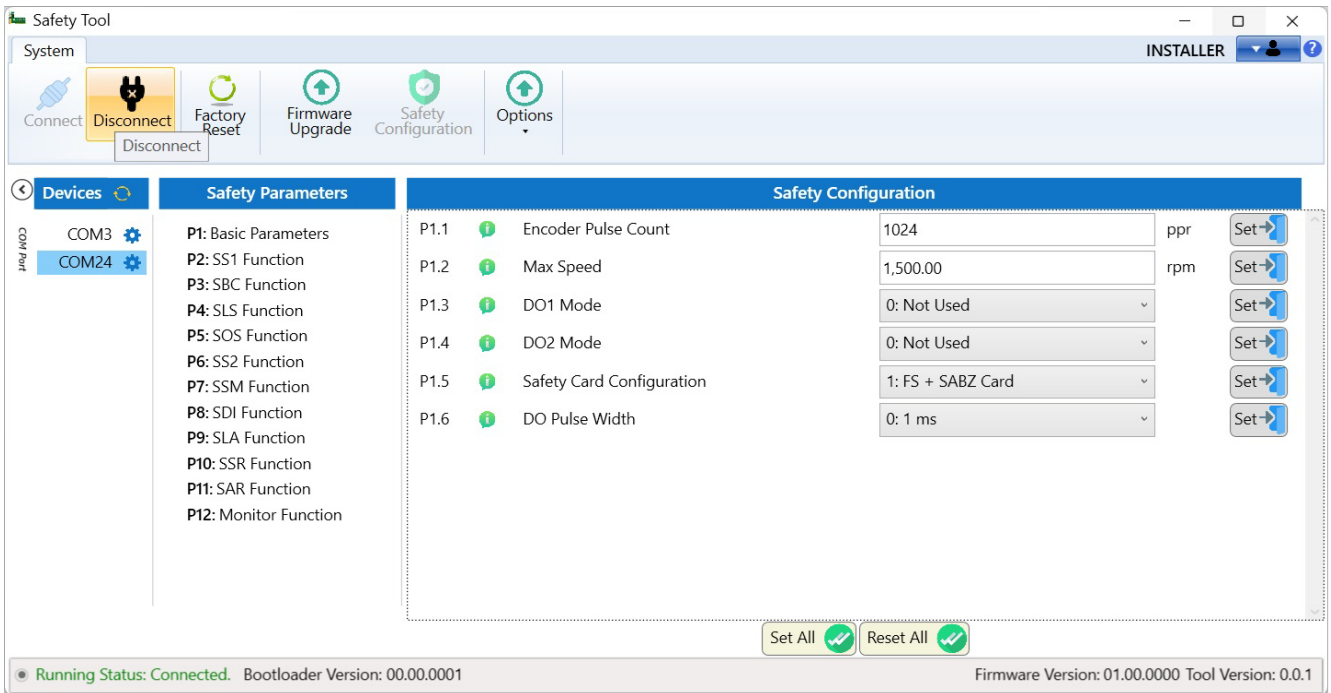 Safety Tool
System
INSTALLER
Connect
Disconnect
Factory
Reset
Firmware
Upgrade
Safety
Configuration
Options
Disconnect
Devices
Safety Parameters
Safety Configuration
COM Port
COM3
COM24
P1: Basic Parameters
P2: SS1 Function
P3: SBC Function
P4: SLS Function
P5: SOS Function
P6: SS2 Function
P7: SSM Function
P8: SDI Function
P9: SLA Function
P10: SSR Function
P11: SAR Function
P12: Monitor Function
P1.1 Encoder Pulse Count 1024 ppr Set
P1.2 Max Speed 1,500.00 rpm Set
P1.3 DO1 Mode 0: Not Used Set
P1.4 DO2 Mode 0: Not Used Set
P1.5 Safety Card Configuration 1: FS + SABZ Card Set
P1.6 DO Pulse Width 0: 1 ms Set
Set All Reset All
Running Status: Connected. Bootloader Version: 00.00.0001 Firmware Version: 01.00.0000 Tool Version: 0.0.1